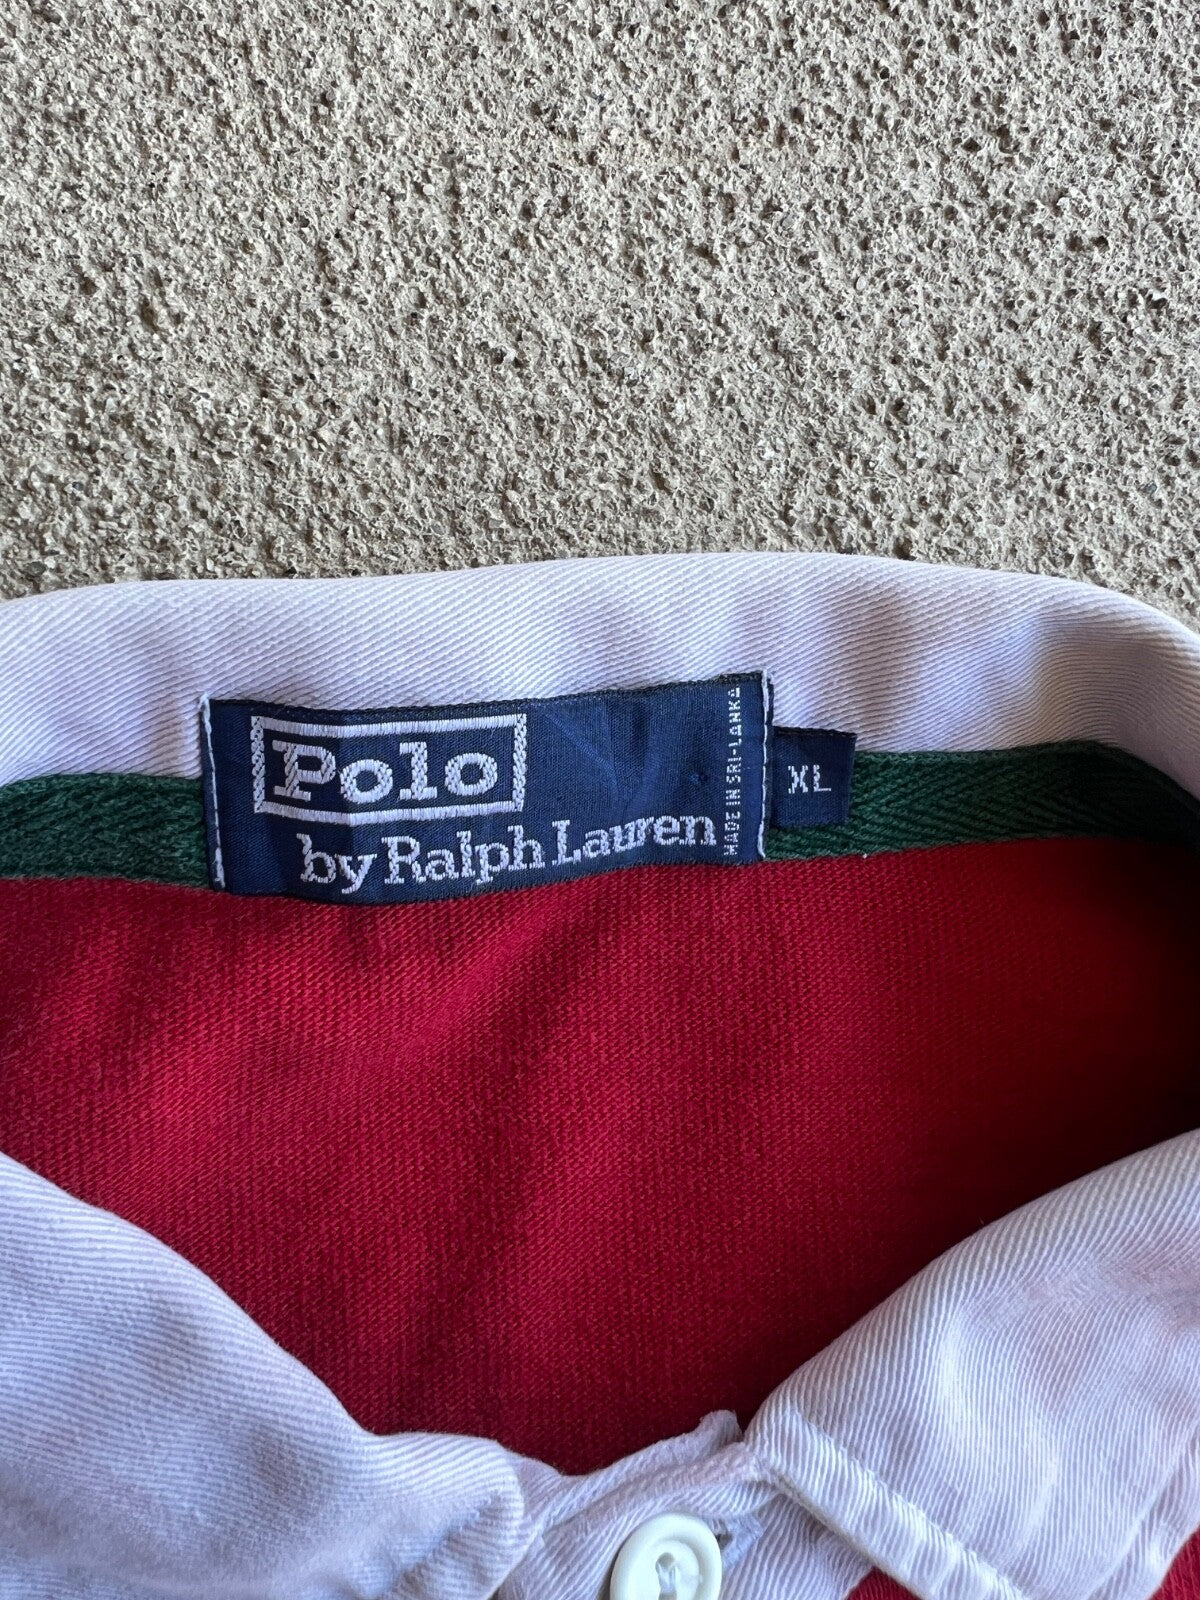 Polo
by Ralph Lauren
MADE IN SRI-LANKA
XL